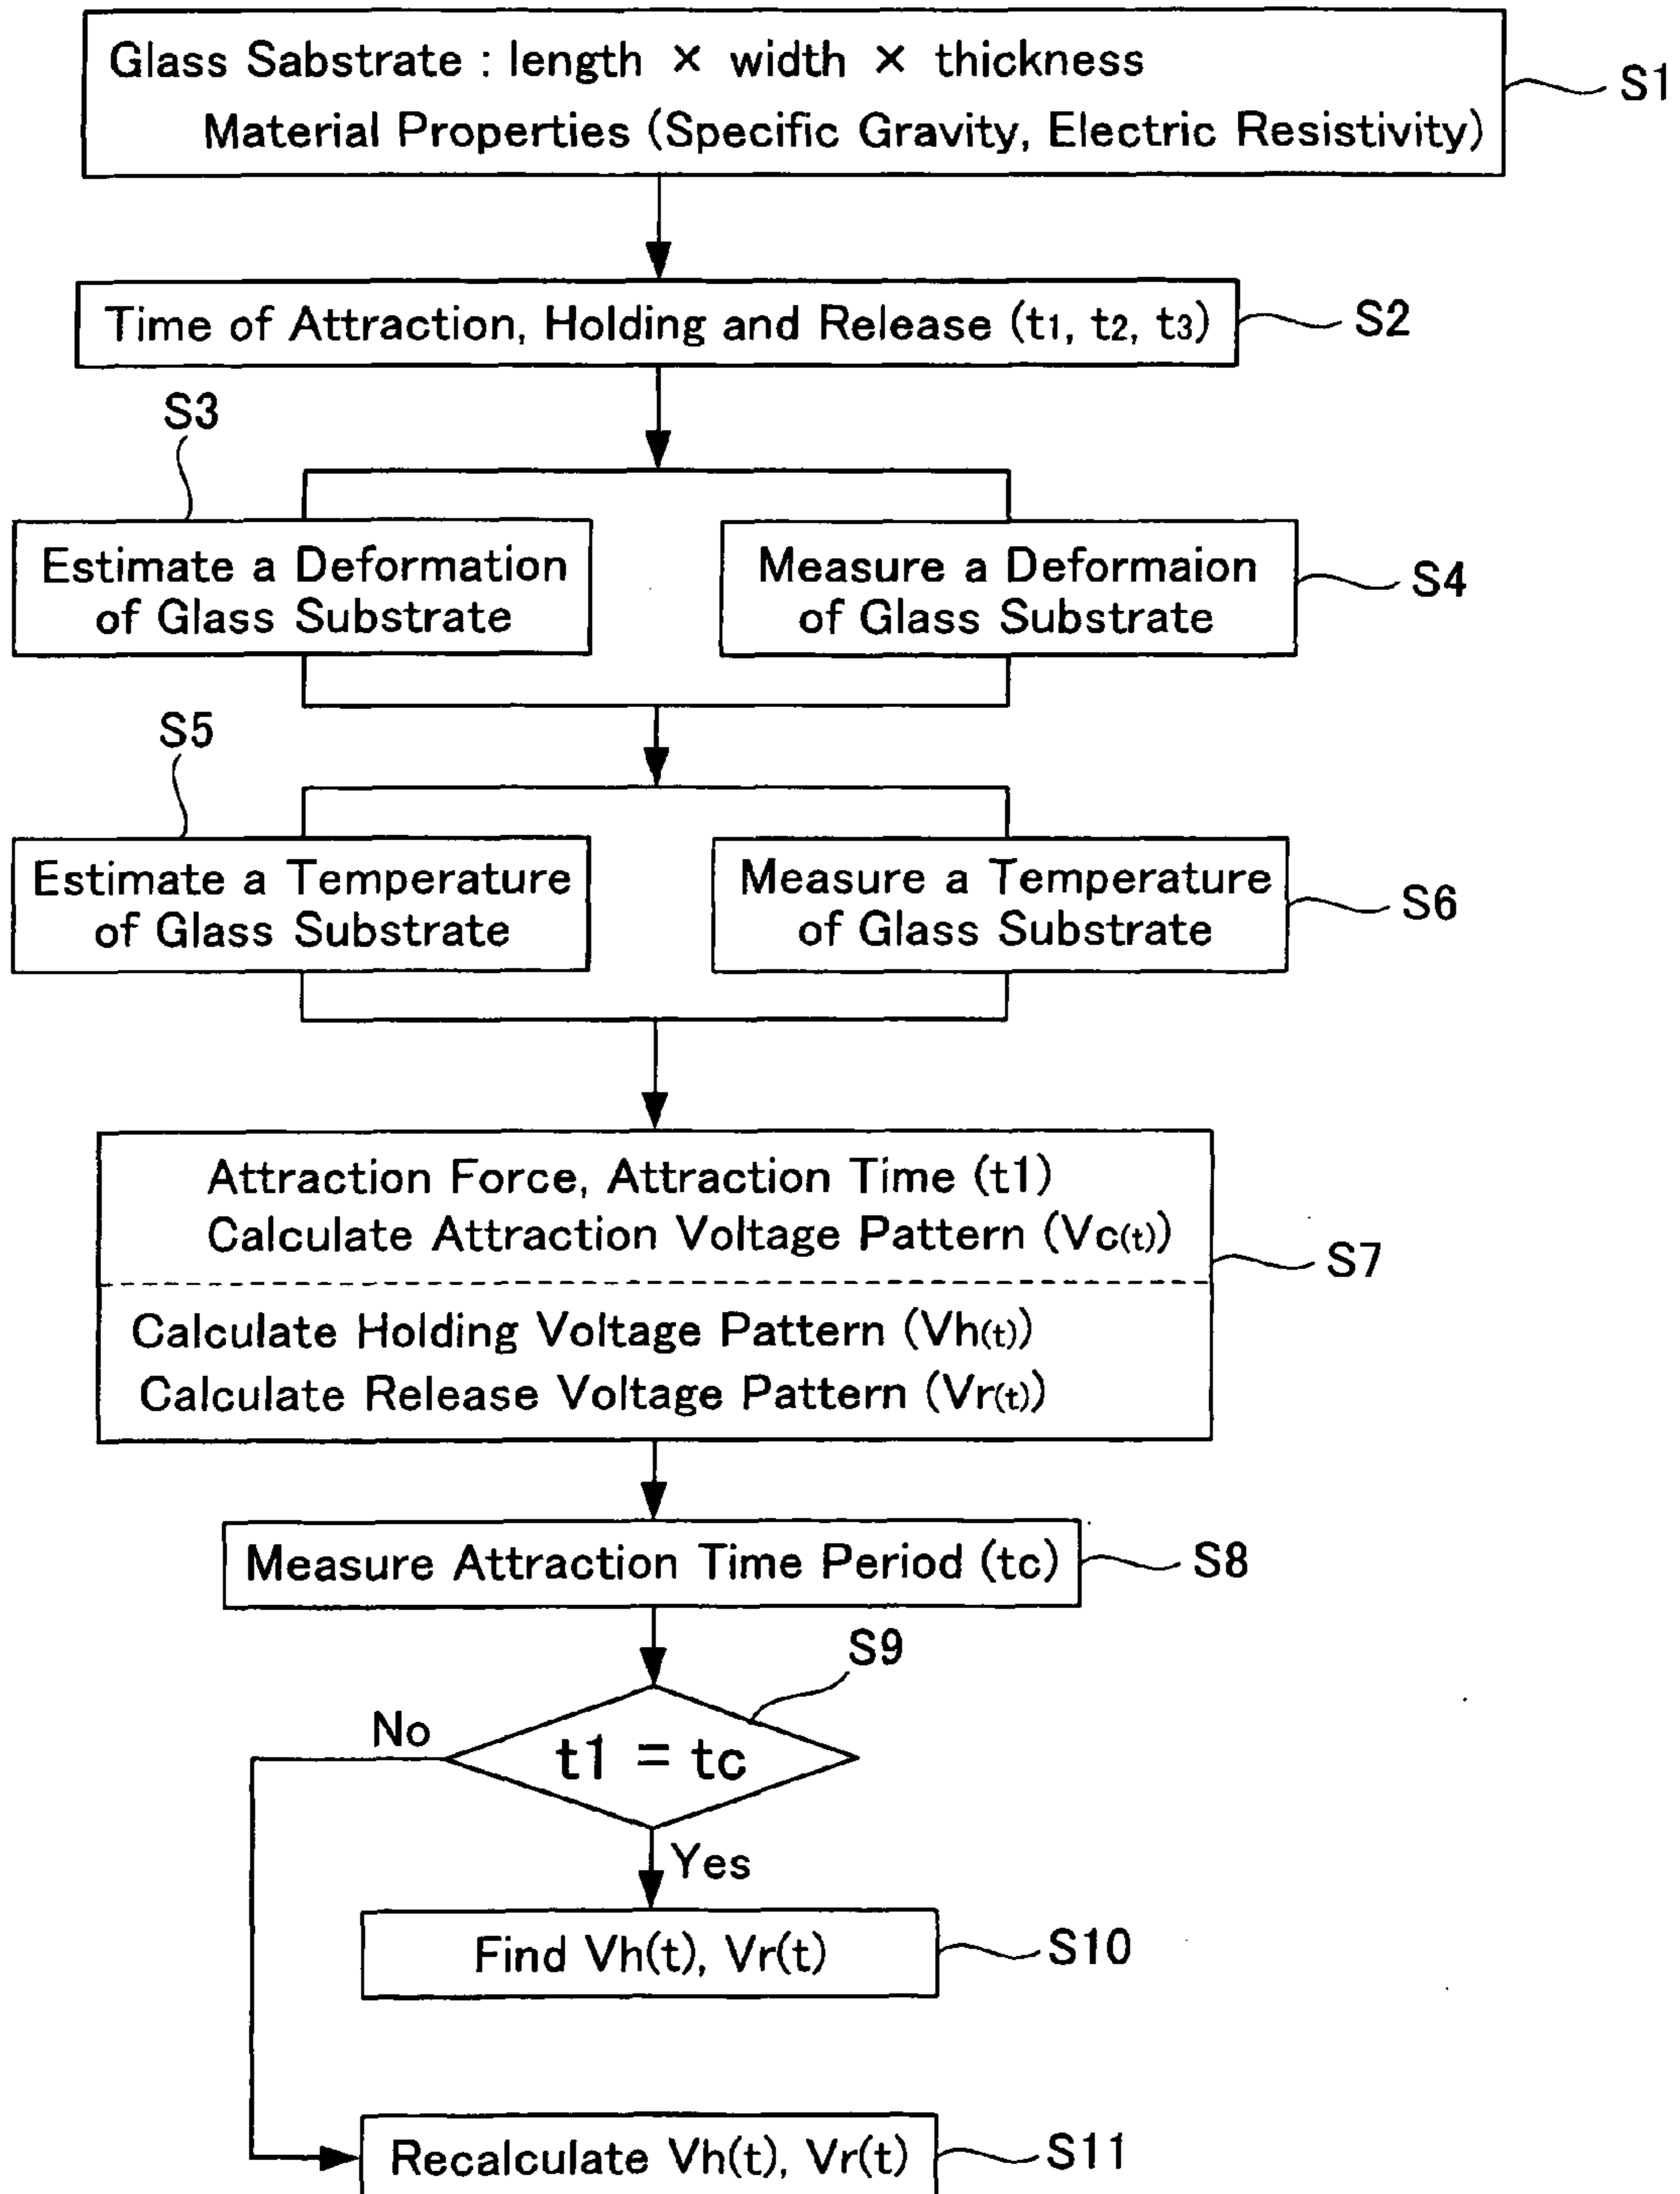 Glass Sabstrate : length × width × thickness
Material Properties (Specific Gravity, Electric Resistivity)
S1
Time of Attraction, Holding and Release (t1, t2, t3)
S2
S3
Estimate a Deformation
of Glass Substrate
Measure a Deformaion
of Glass Substrate
S4
S5
Estimate a Temperature
of Glass Substrate
Measure a Temperature
of Glass Substrate
S6
Attraction Force, Attraction Time (t1)
Calculate Attraction Voltage Pattern (Vc(t))
S7
Calculate Holding Voltage Pattern (Vh(t))
Calculate Release Voltage Pattern (Vr(t))
Measure Attraction Time Period (tc)
S8
S9
No
t1 = tc
Yes
Find Vh(t), Vr(t)
S10
Recalculate Vh(t), Vr(t)
S11